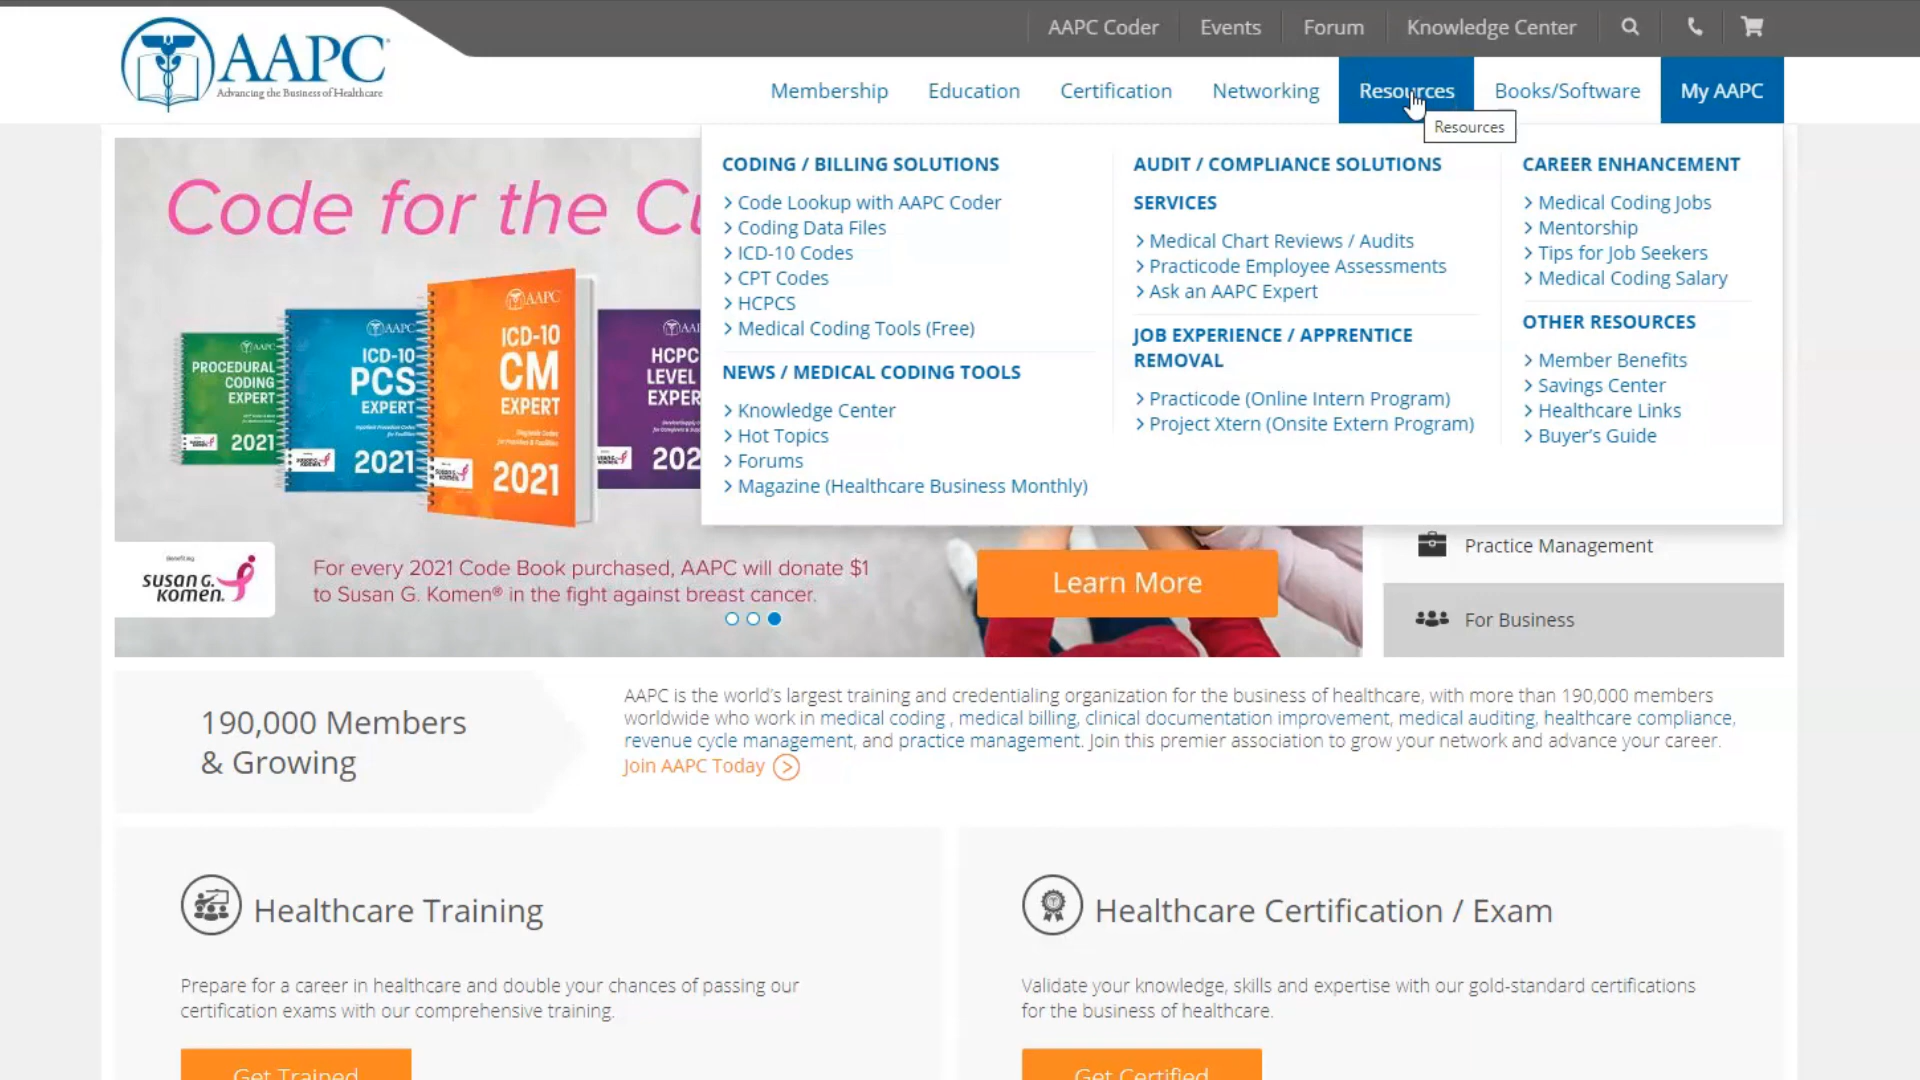 AAPC Coder
Events
Forum
Knowledge Center
AAPC
Advancing the Business of Healthcare
Membership
Education
Certification
Networking
Resources
Books/Software
My AAPC
Resources
CODING / BILLING SOLUTIONS
> Code Lookup with AAPC Coder
> Coding Data Files
> ICD-10 Codes
> CPT Codes
> HCPCS
> Medical Coding Tools (Free)
NEWS / MEDICAL CODING TOOLS
> Knowledge Center
> Hot Topics
> Forums
> Magazine (Healthcare Business Monthly)
AUDIT / COMPLIANCE SOLUTIONS
SERVICES
> Medical Chart Reviews / Audits
> Practicode Employee Assessments
> Ask an AAPC Expert
JOB EXPERIENCE / APPRENTICE
REMOVAL
> Practicode (Online Intern Program)
> Project Xtern (Onsite Extern Program)
CAREER ENHANCEMENT
> Medical Coding Jobs
> Mentorship
> Tips for Job Seekers
> Medical Coding Salary
OTHER RESOURCES
> Member Benefits
> Savings Center
> Healthcare Links
> Buyer's Guide
Code for the Cu
AAPC
PROCEDURAL
CODING
EXPERT
2021
AAPC
ICD-10
PCS
EXPERT
2021
AAPC
ICD-10
CM
EXPERT
2021
AAP
HCPC
LEVEL
EXPER
202
susan g.
komen.
For every 2021 Code Book purchased, AAPC will donate $1
to Susan G. Komen® in the fight against breast cancer.
Learn More
Practice Management
For Business
190,000 Members
& Growing
AAPC is the world's largest training and credentialing organization for the business of healthcare, with more than 190,000 members
worldwide who work in medical coding , medical billing, clinical documentation improvement, medical auditing, healthcare compliance,
revenue cycle management, and practice management. Join this premier association to grow your network and advance your career.
Join AAPC Today
Healthcare Training
Prepare for a career in healthcare and double your chances of passing our
certification exams with our comprehensive training.
Get Trained
Healthcare Certification / Exam
Validate your knowledge, skills and expertise with our gold-standard certifications
for the business of healthcare.
Get Certified